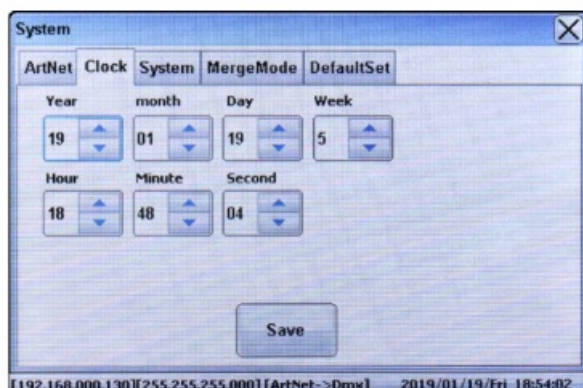 System
ArtNet Clock System MergeMode DefaultSet
Year month Day Week
19 01 19 5
Hour Minute Second
18 48 04
Save
[192.168.000.130][255.255.255.000] [ArtNet->Dmx] 2019/01/19/Fri 18:54:02